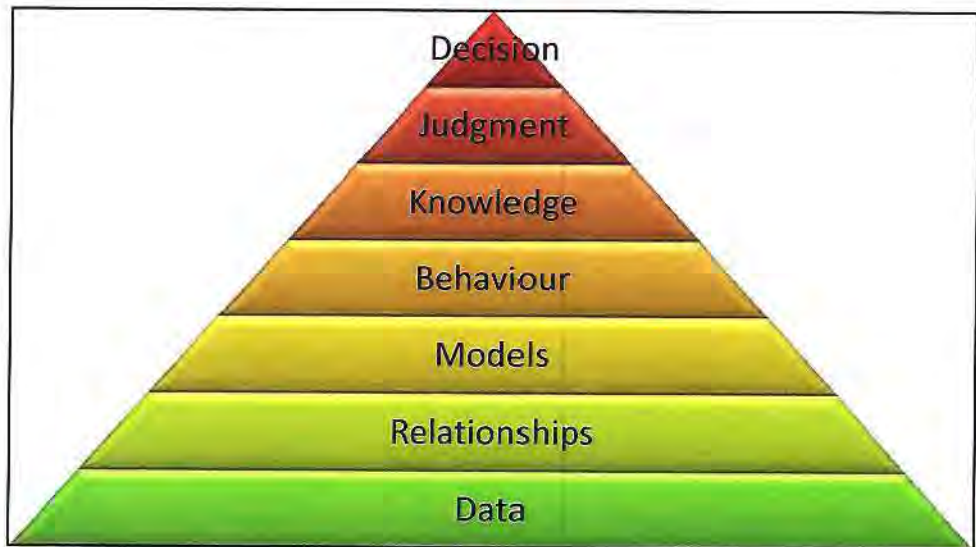 Decision
Judgment
Knowledge
Behaviour
Models
Relationships
Data